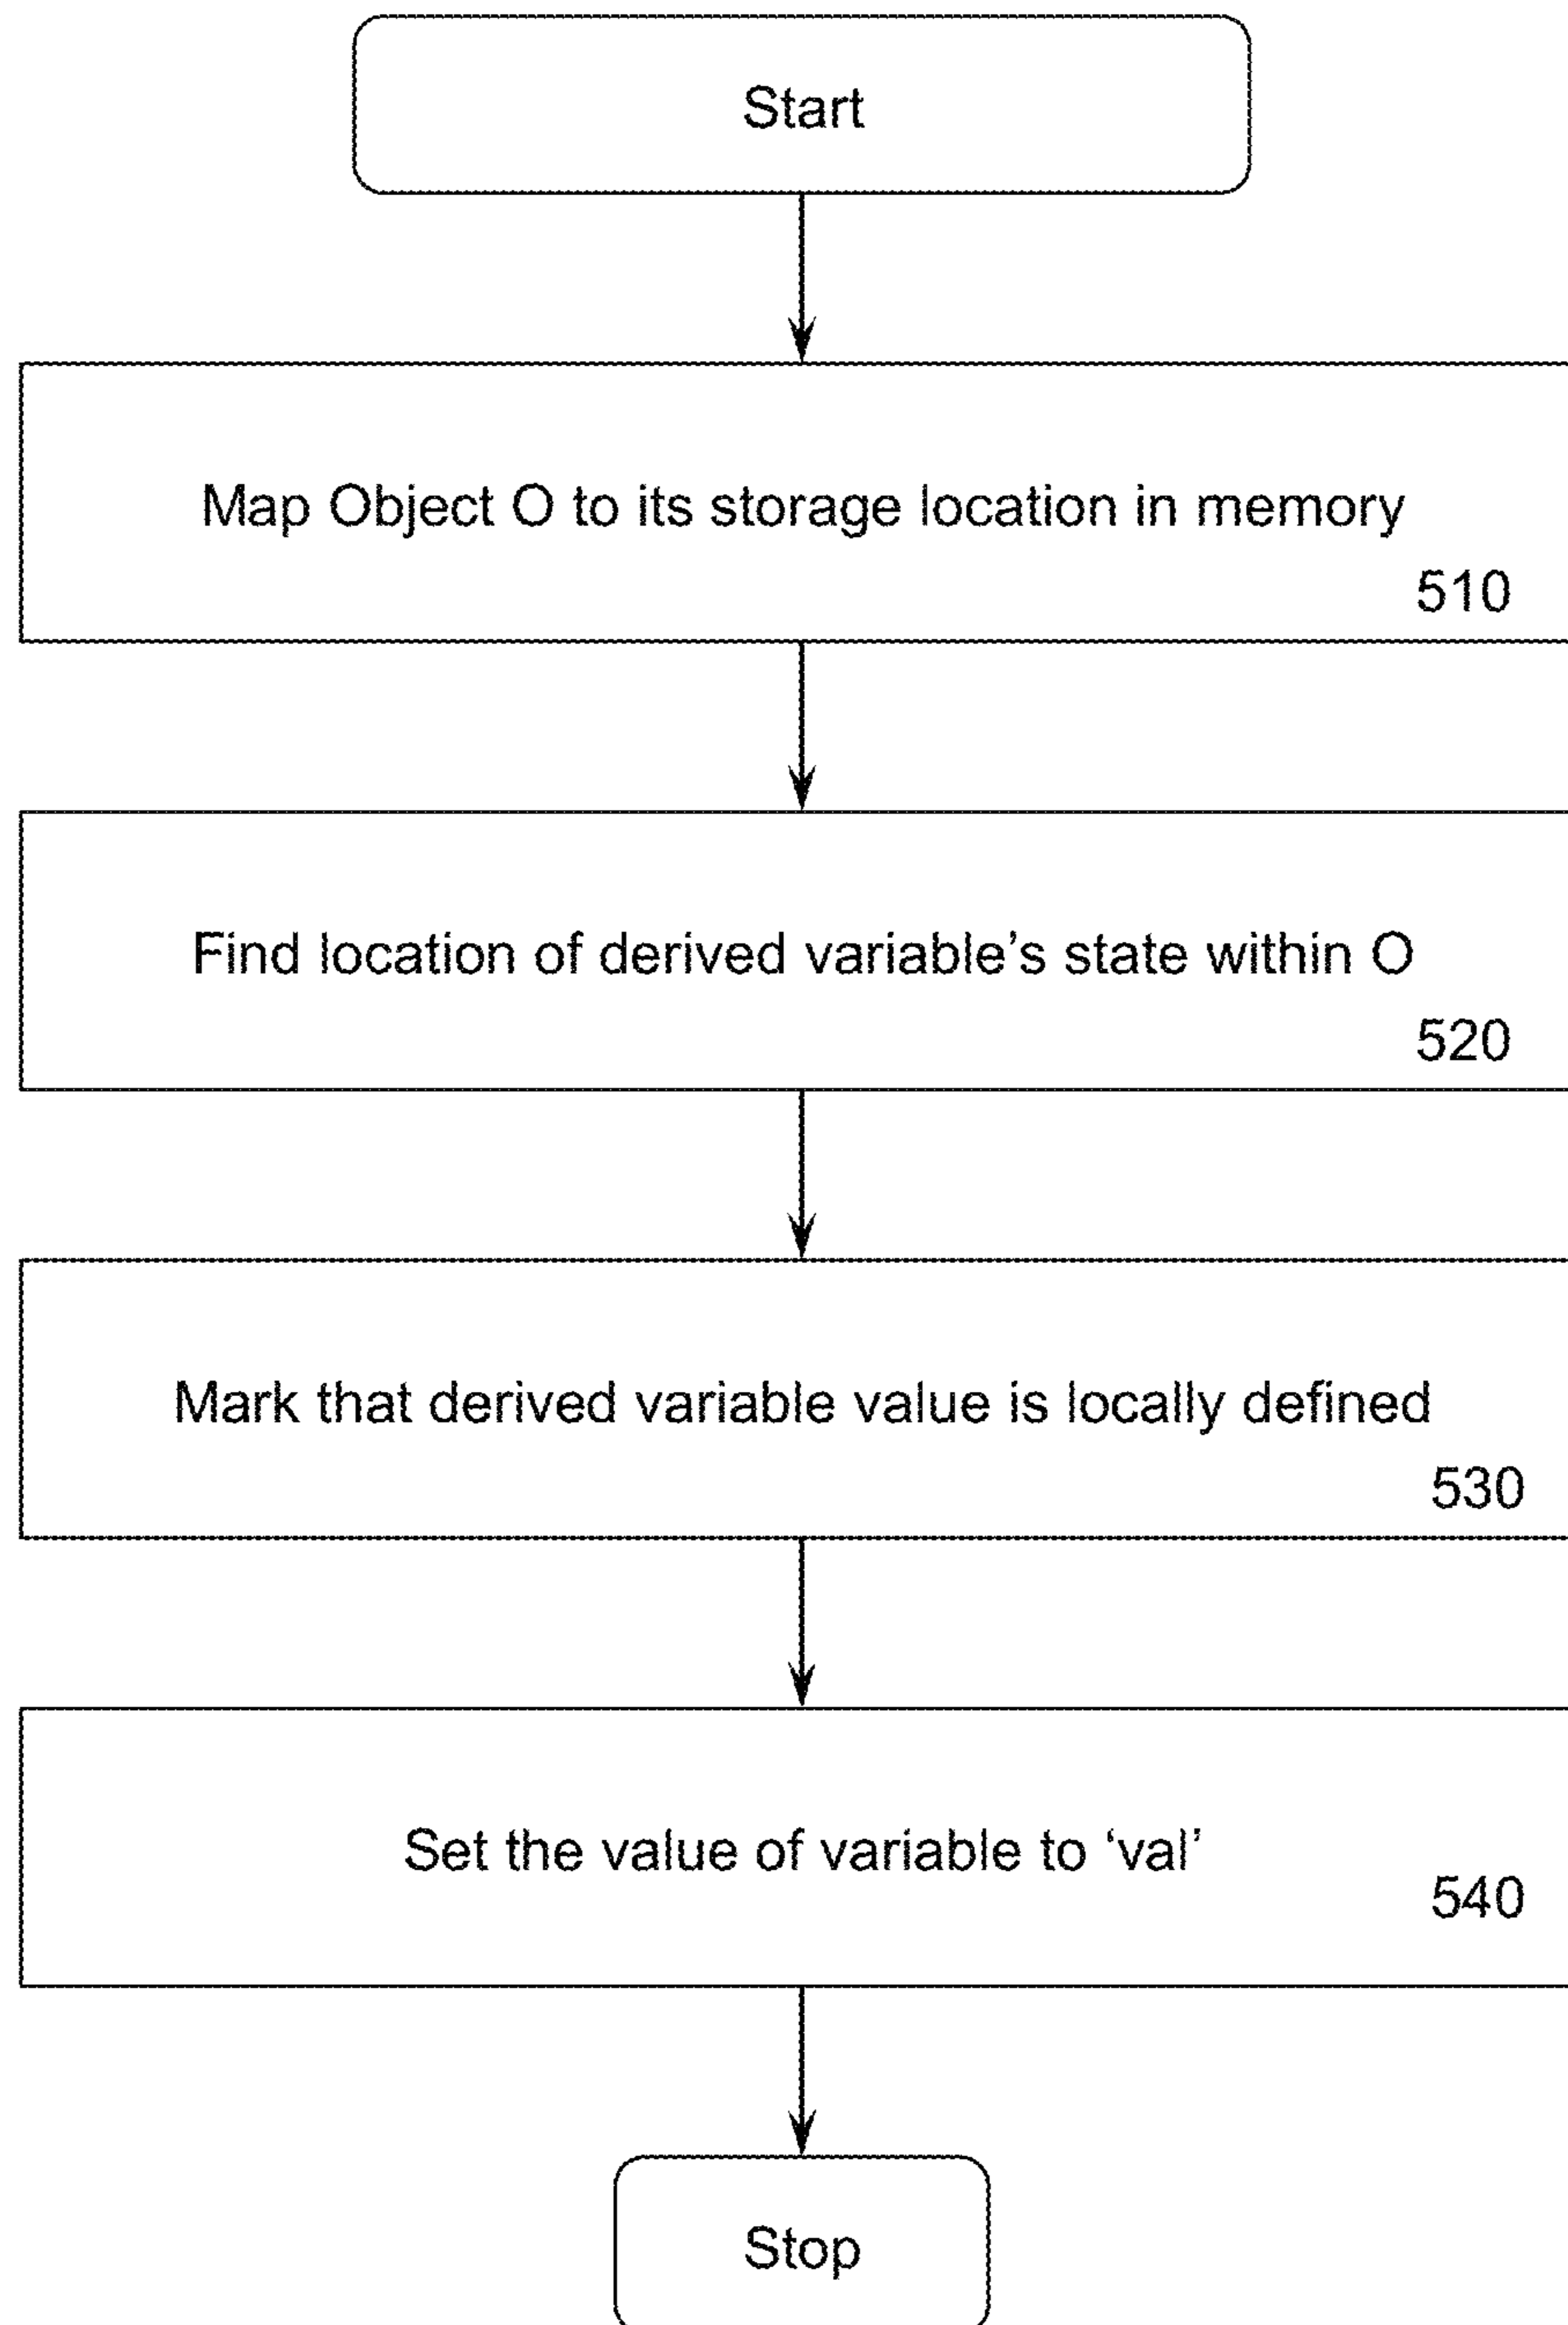 Start
Map Object O to its storage location in memory
510
Find location of derived variable’s state within O
520
Mark that derived variable value is locally defined
530
Set the value of variable to ‘val’
540
Stop